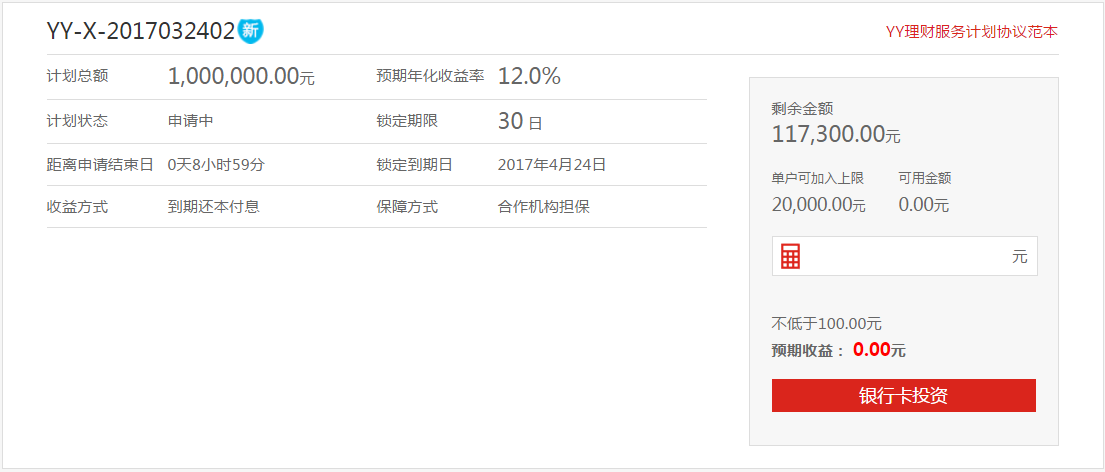 YY-X-2017032402 新
YY理财服务计划协议范本
计划总额 1,000,000.00元 预期年化收益率 12.0%
计划状态 申请中 锁定期限 30 日
距离申请结束日 0天8小时59分 锁定到期日 2017年4月24日
收益方式 到期还本付息 保障方式 合作机构担保
剩余金额
117,300.00元
单户可加入上限 可用金额
20,000.00元 0.00元
元
不低于100.00元
预期收益： 0.00元
银行卡投资